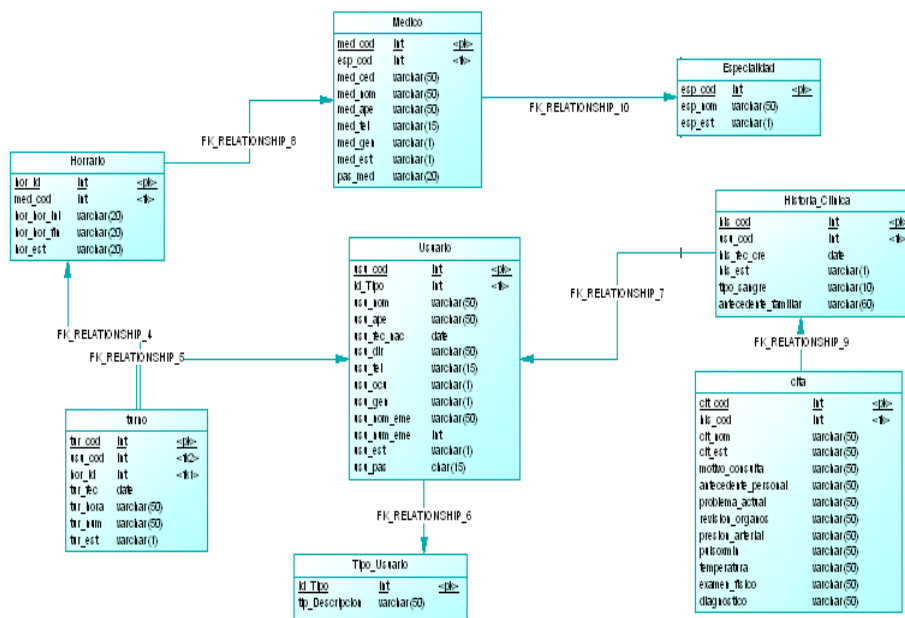 Medico
med_cod Int <pk>
esp_cod Int <fk>
med_ced varchar(50)
med_nom varchar(50)
med_ape varchar(50)
med_tel varchar(15)
med_gen varchar(1)
med_est varchar(1)
pas_med varchar(20)
Especialidad
esp_cod Int <pk>
esp_nom varchar(50)
esp_est varchar(1)
FK_RELATIONSHIP_10
FK_RELATIONSHIP_8
Horrario
hor_id Int <pk>
med_cod Int <fk>
hor_hor_ini varchar(20)
hor_hor_fin varchar(20)
hor_est varchar(20)
Historia_Clinica
his_cod Int <pk>
usu_cod Int <fk>
his_fec_cre date
his_est varchar(1)
tipo_sangre varchar(10)
antecedente_familiar varchar(60)
Usuario
usu_cod Int <pk>
id_Tipo Int <fk>
usu_nom varchar(50)
usu_ape varchar(50)
usu_fec_nac date
usu_dir varchar(50)
usu_tel varchar(15)
usu_ocu varchar(1)
usu_gen varchar(1)
usu_nom_eme varchar(50)
usu_num_eme Int
usu_est varchar(1)
usu_pas char(15)
FK_RELATIONSHIP_7
FK_RELATIONSHIP_4
FK_RELATIONSHIP_5
FK_RELATIONSHIP_9
turno
tur_cod Int <pk>
usu_cod Int <fk2>
hor_id Int <fk1>
tur_fec date
tur_hora varchar(50)
tur_num varchar(50)
tur_est varchar(1)
cita
cit_cod Int <pk>
his_cod Int <fk>
cit_nom varchar(50)
cit_est varchar(50)
motivo_consulta varchar(50)
antecedente_personal varchar(50)
problema_actual varchar(50)
revision_organos varchar(50)
presion_arterial varchar(50)
pulsoxmin varchar(50)
temperatura varchar(50)
examen_fisico varchar(50)
diagnostico varchar(50)
FK_RELATIONSHIP_6
Tipo_Usuario
id_Tipo Int <pk>
tip_Descripcion varchar(50)